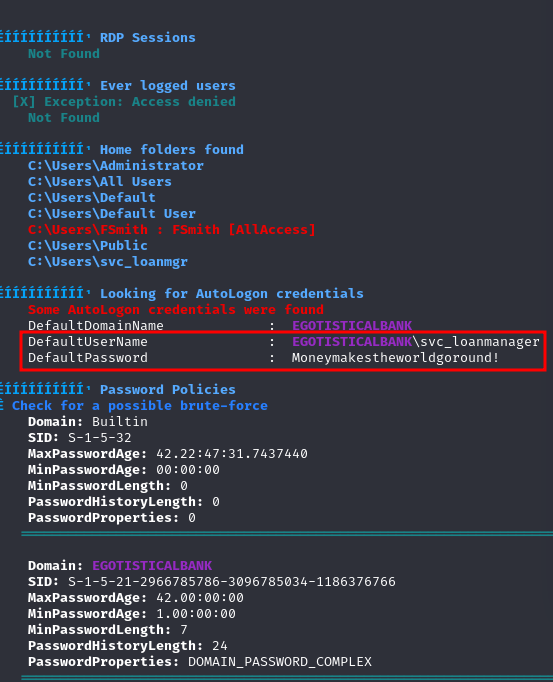 ÉÍÍÍÍÍÍÍÍÍÍ¹ RDP Sessions
Not Found
ÉÍÍÍÍÍÍÍÍÍÍ¹ Ever logged users
[X] Exception: Access denied
Not Found
ÉÍÍÍÍÍÍÍÍÍÍ¹ Home folders found
C:\Users\Administrator
C:\Users\All Users
C:\Users\Default
C:\Users\Default User
C:\Users\FSmith : FSmith [AllAccess]
C:\Users\Public
C:\Users\svc_loanmgr
ÉÍÍÍÍÍÍÍÍÍÍ¹ Looking for AutoLogon credentials
Some AutoLogon credentials were found
DefaultDomainName : EGOTISTICALBANK
DefaultUserName : EGOTISTICALBANK\svc_loanmanager
DefaultPassword : Moneymakestheworldgoround!
ÉÍÍÍÍÍÍÍÍÍÍ¹ Password Policies
È Check for a possible brute-force
Domain: Builtin
SID: S-1-5-32
MaxPasswordAge: 42.22:47:31.7437440
MinPasswordAge: 00:00:00
MinPasswordLength: 0
PasswordHistoryLength: 0
PasswordProperties: 0
Domain: EGOTISTICALBANK
SID: S-1-5-21-2966785786-3096785034-1186376766
MaxPasswordAge: 42.00:00:00
MinPasswordAge: 1.00:00:00
MinPasswordLength: 7
PasswordHistoryLength: 24
PasswordProperties: DOMAIN_PASSWORD_COMPLEX